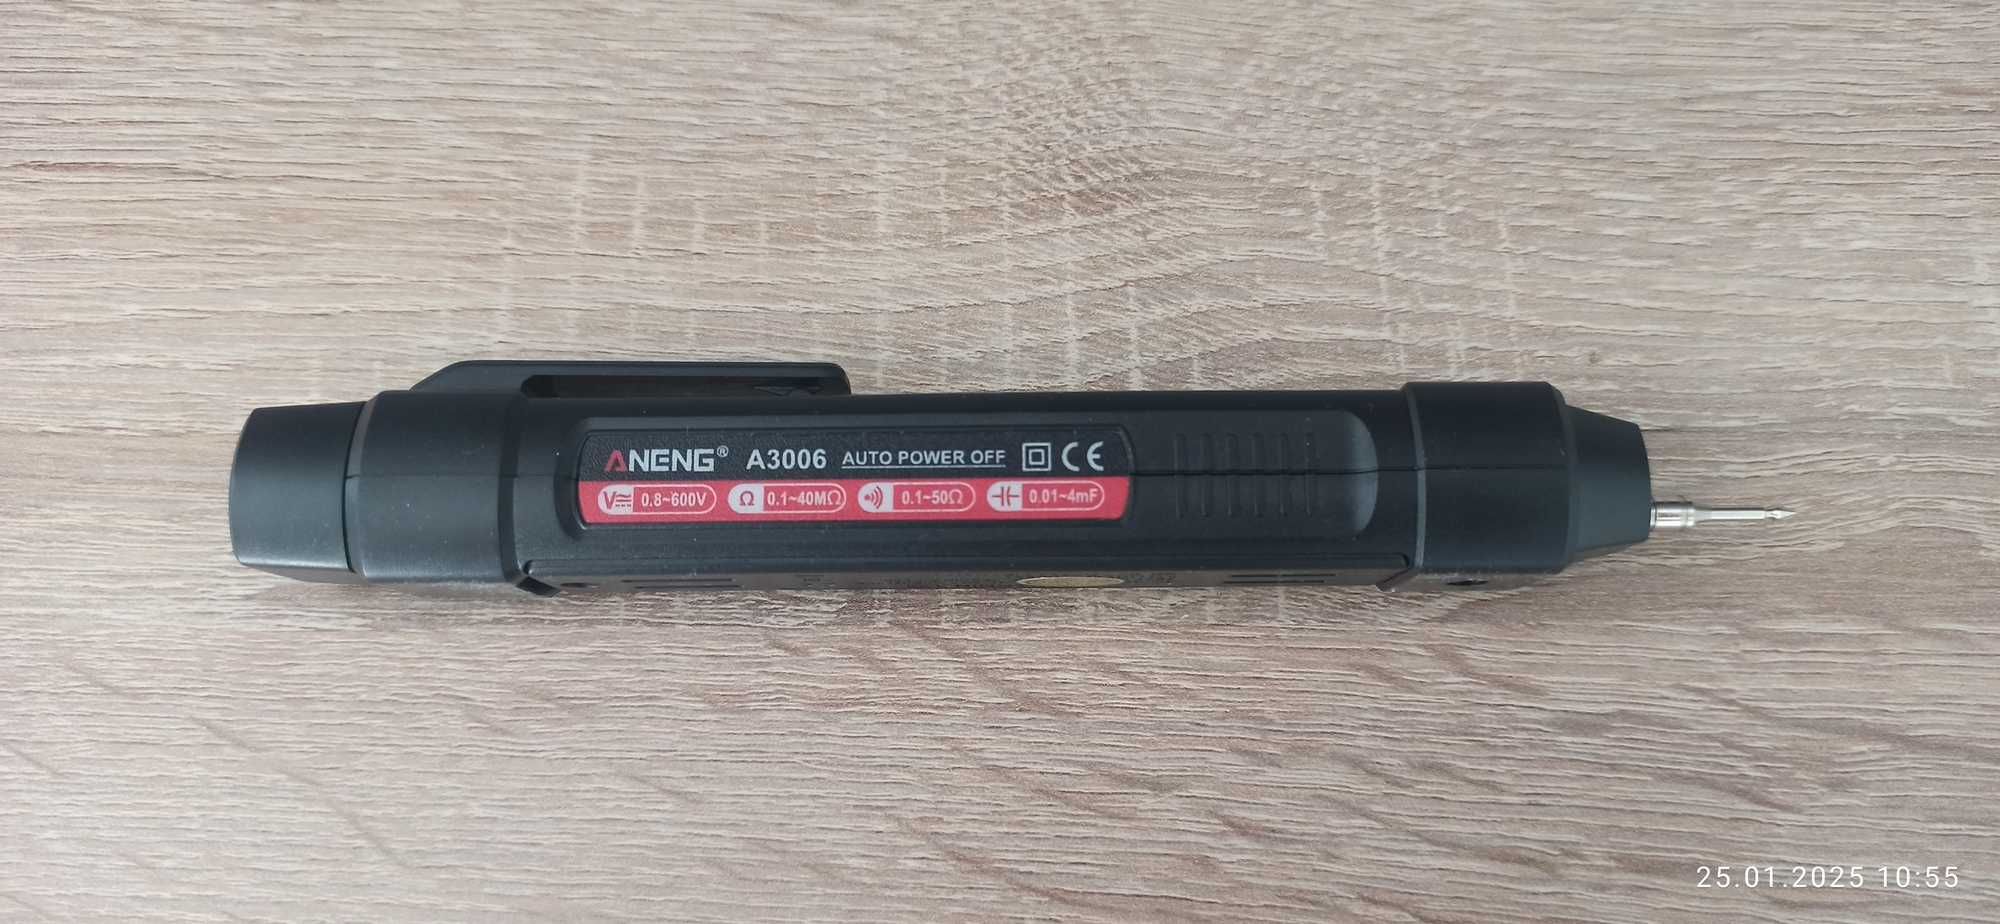 ANENG® A3006 AUTO POWER OFF CE
V 0.8~600V Ω 0.1~40MΩ 0.1~50Ω 0.01~4mF
25.01.2025 10:55